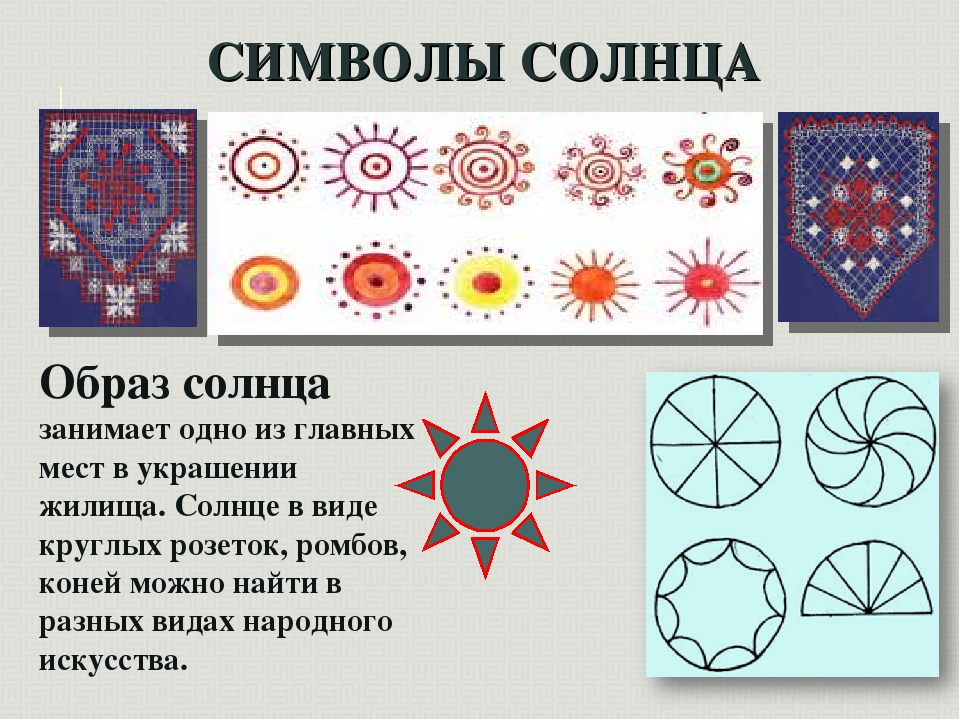 СИМВОЛЫ СОЛНЦА
Образ солнца
занимает одно из главных
мест в украшении
жилища. Солнце в виде
круглых розеток, ромбов,
коней можно найти в
разных видах народного
искусства.